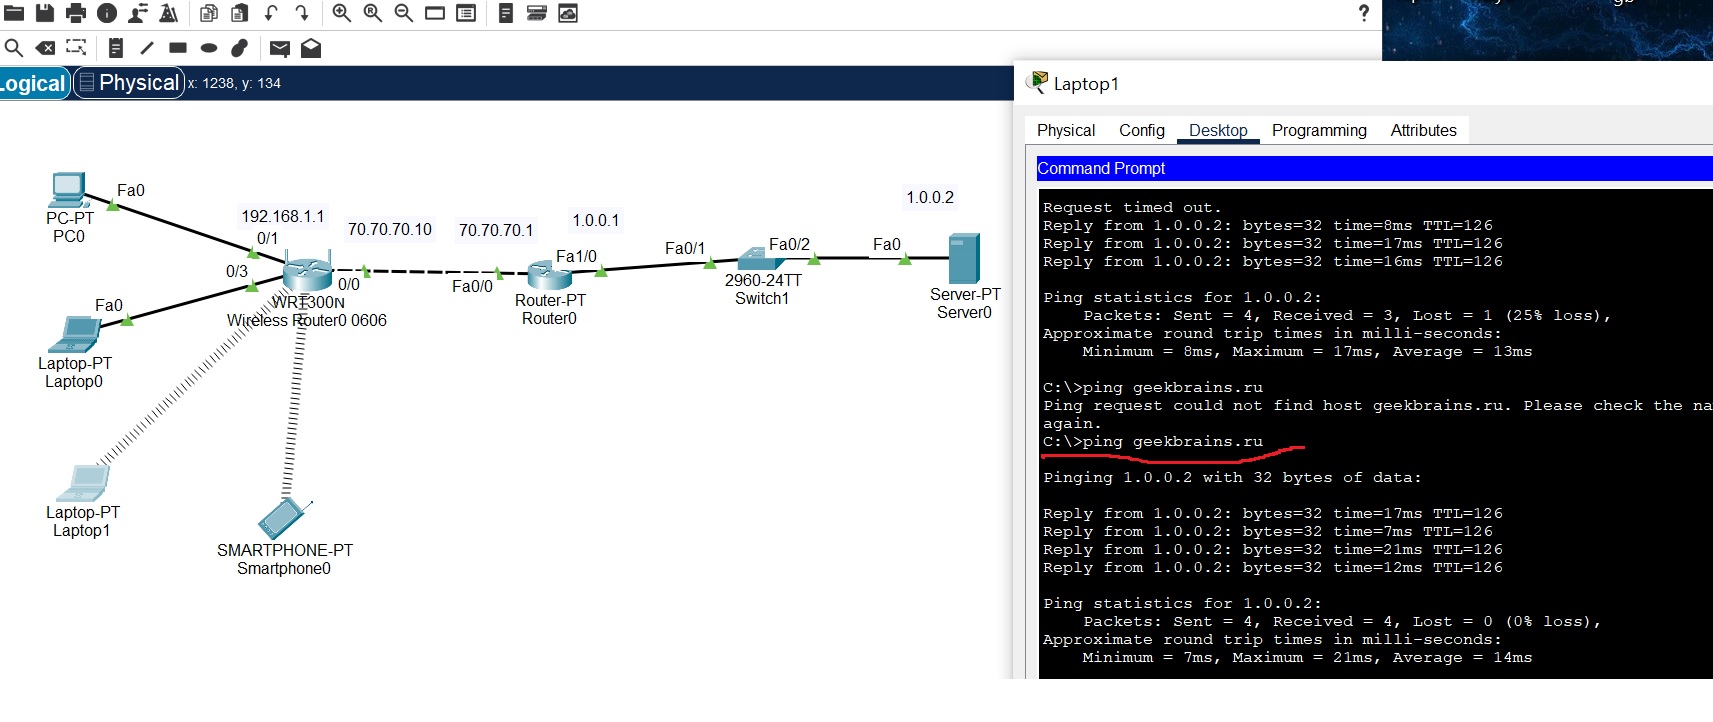 ?
Logical Physical x: 1238, y: 134
Laptop1
Physical Config Desktop Programming Attributes
Command Prompt
Request timed out.
Reply from 1.0.0.2: bytes=32 time=8ms TTL=126
Reply from 1.0.0.2: bytes=32 time=17ms TTL=126
Reply from 1.0.0.2: bytes=32 time=16ms TTL=126
Ping statistics for 1.0.0.2:
Packets: Sent = 4, Received = 3, Lost = 1 (25% loss),
Approximate round trip times in milli-seconds:
Minimum = 8ms, Maximum = 17ms, Average = 13ms
C:\>ping geekbrains.ru
Ping request could not find host geekbrains.ru. Please check the na
again.
C:\>ping geekbrains.ru
Pinging 1.0.0.2 with 32 bytes of data:
Reply from 1.0.0.2: bytes=32 time=17ms TTL=126
Reply from 1.0.0.2: bytes=32 time=7ms TTL=126
Reply from 1.0.0.2: bytes=32 time=21ms TTL=126
Reply from 1.0.0.2: bytes=32 time=12ms TTL=126
Ping statistics for 1.0.0.2:
Packets: Sent = 4, Received = 4, Lost = 0 (0% loss),
Approximate round trip times in milli-seconds:
Minimum = 7ms, Maximum = 21ms, Average = 14ms
Fa0
PC-PT
PC0
192.168.1.1
0/1
0/3
0/0
WRT300N
Wireless Router0 0606
70.70.70.10
70.70.70.1
1.0.0.1
Fa1/0
Fa0/0
Router-PT
Router0
Fa0/1
Fa0/2
2960-24TT
Switch1
1.0.0.2
Fa0
Server-PT
Server0
Fa0
Laptop-PT
Laptop0
Laptop-PT
Laptop1
SMARTPHONE-PT
Smartphone0